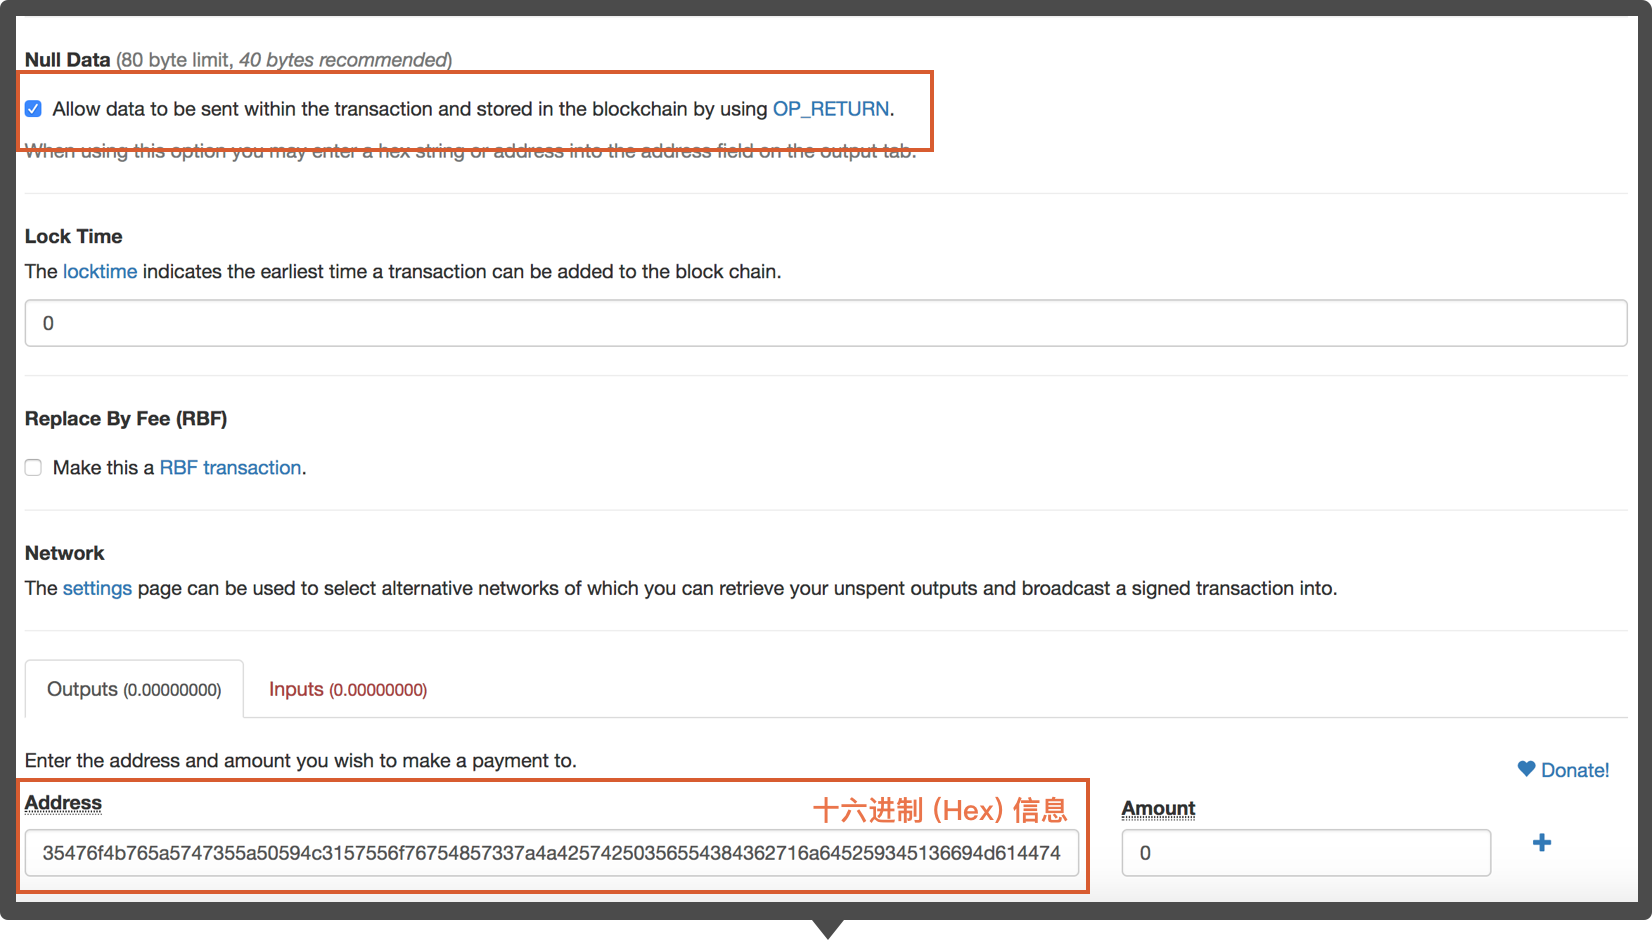 Null Data (80 byte limit, 40 bytes recommended)
Allow data to be sent within the transaction and stored in the blockchain by using OP_RETURN.
When using this option you may enter a hex string or address into the address field on the output tab.
Lock Time
The locktime indicates the earliest time a transaction can be added to the block chain.
0
Replace By Fee (RBF)
Make this a RBF transaction.
Network
The settings page can be used to select alternative networks of which you can retrieve your unspent outputs and broadcast a signed transaction into.
Outputs (0.00000000) Inputs (0.00000000)
Enter the address and amount you wish to make a payment to.
Donate!
Address 十六进制 (Hex) 信息 Amount
35476f4b765a5747355a50594c3157556f76754857337a4a42574250356554384362716a645259345136694d614474 0